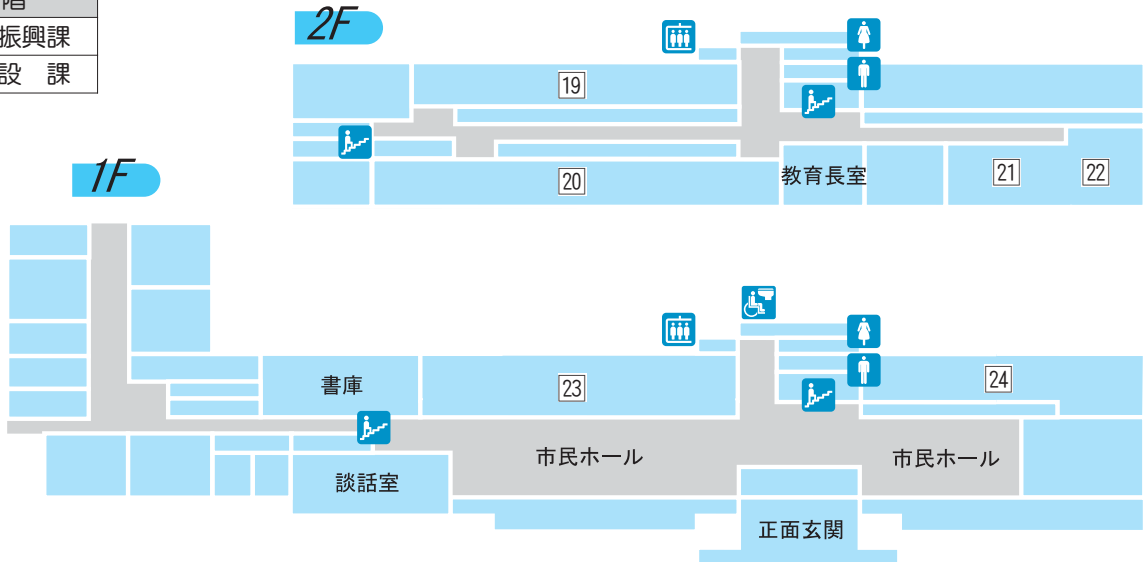 階
振興課
設 課
2F
19
20
教育長室
21
22
1F
書庫
23
24
市民ホール
市民ホール
談話室
正面玄関